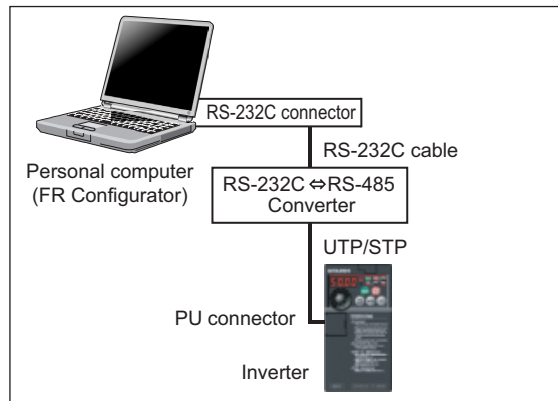 RS-232C connector
RS-232C cable
Personal computer
(FR Configurator)
RS-232C ⇔RS-485
Converter
UTP/STP
PU connector
Inverter